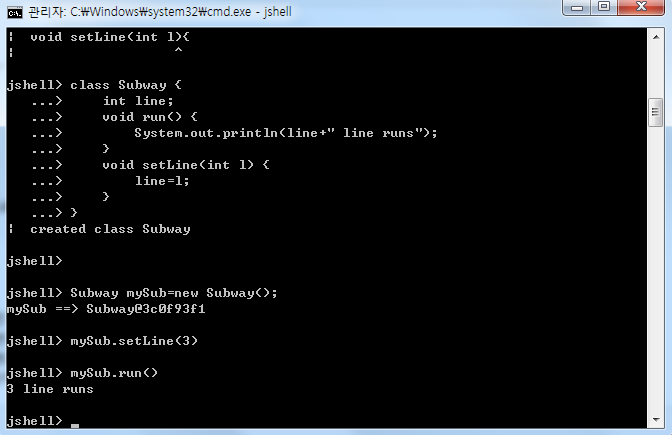 관리자: C:₩Windows₩system32₩cmd.exe - jshell
|  void setLine(int l){
|                    ^
jshell> class Subway {
   ...>     int line;
   ...>     void run() {
   ...>         System.out.println(line+" line runs");
   ...>     }
   ...>     void setLine(int l) {
   ...>         line=l;
   ...>     }
   ...> }
|  created class Subway
jshell>
jshell> Subway mySub=new Subway();
mySub ==> Subway@3c0f93f1
jshell> mySub.setLine(3)
jshell> mySub.run()
3 line runs
jshell>